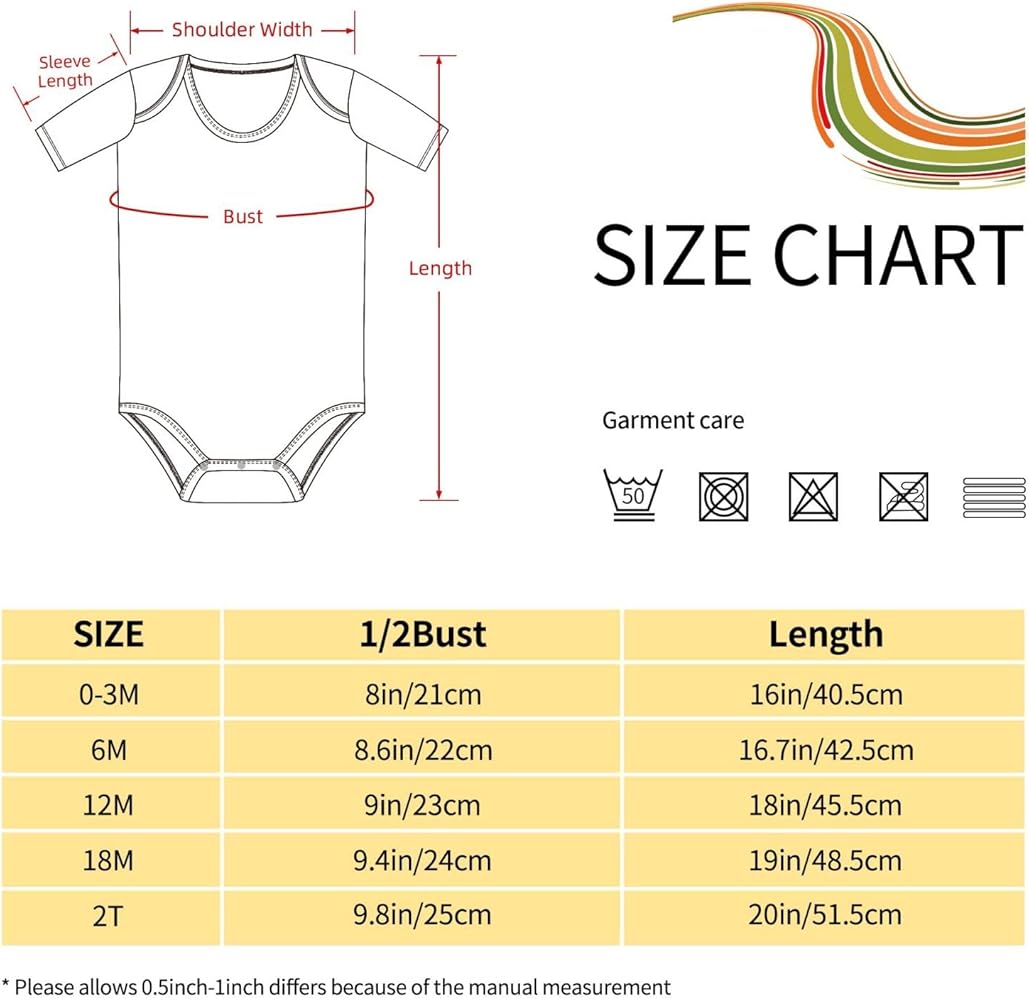 Shoulder Width
Sleeve
Length
Bust
Length
SIZE CHART
Garment care
50
SIZE 1/2Bust Length
0-3M 8in/21cm 16in/40.5cm
6M 8.6in/22cm 16.7in/42.5cm
12M 9in/23cm 18in/45.5cm
18M 9.4in/24cm 19in/48.5cm
2T 9.8in/25cm 20in/51.5cm
* Please allows 0.5inch-1inch differs because of the manual measurement